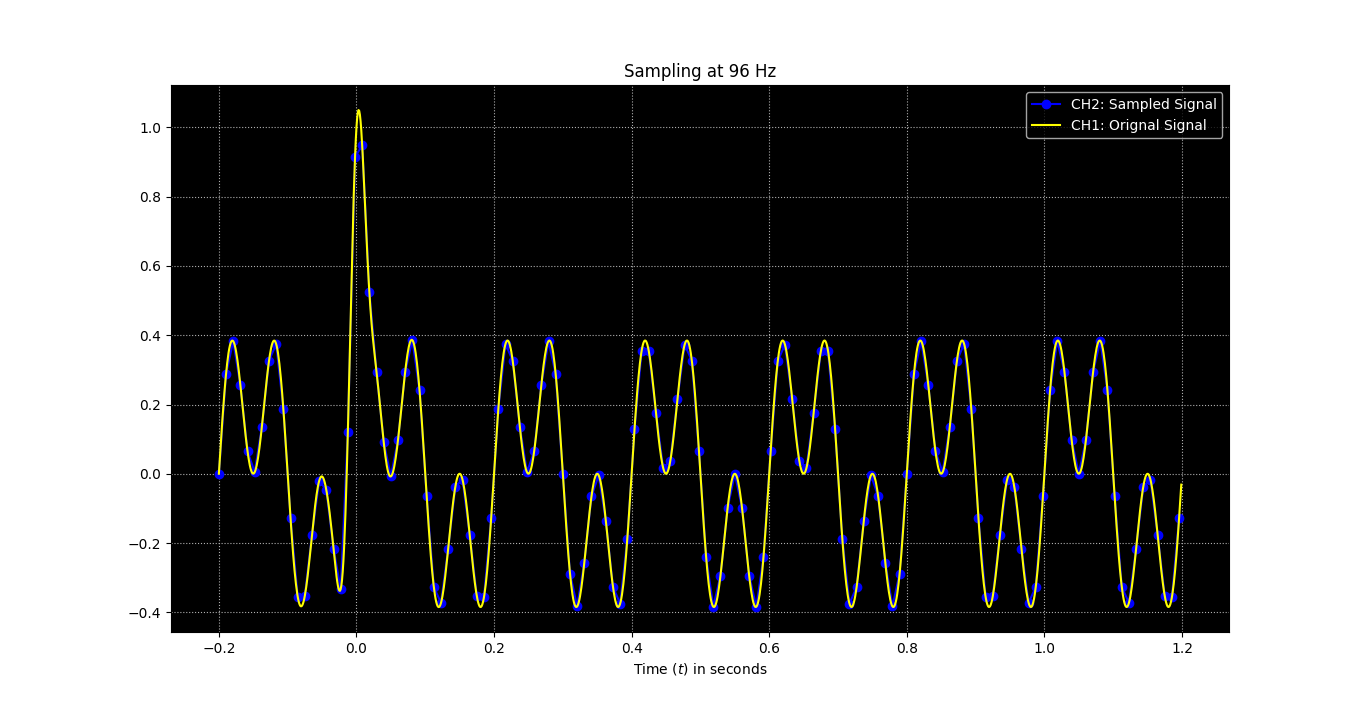 Sampling at 96 Hz
CH2: Sampled Signal
CH1: Orignal Signal
1.0
0.8
0.6
0.4
0.2
0.0
−0.2
−0.4
−0.2 0.0 0.2 0.4 0.6 0.8 1.0 1.2
Time (t) in seconds